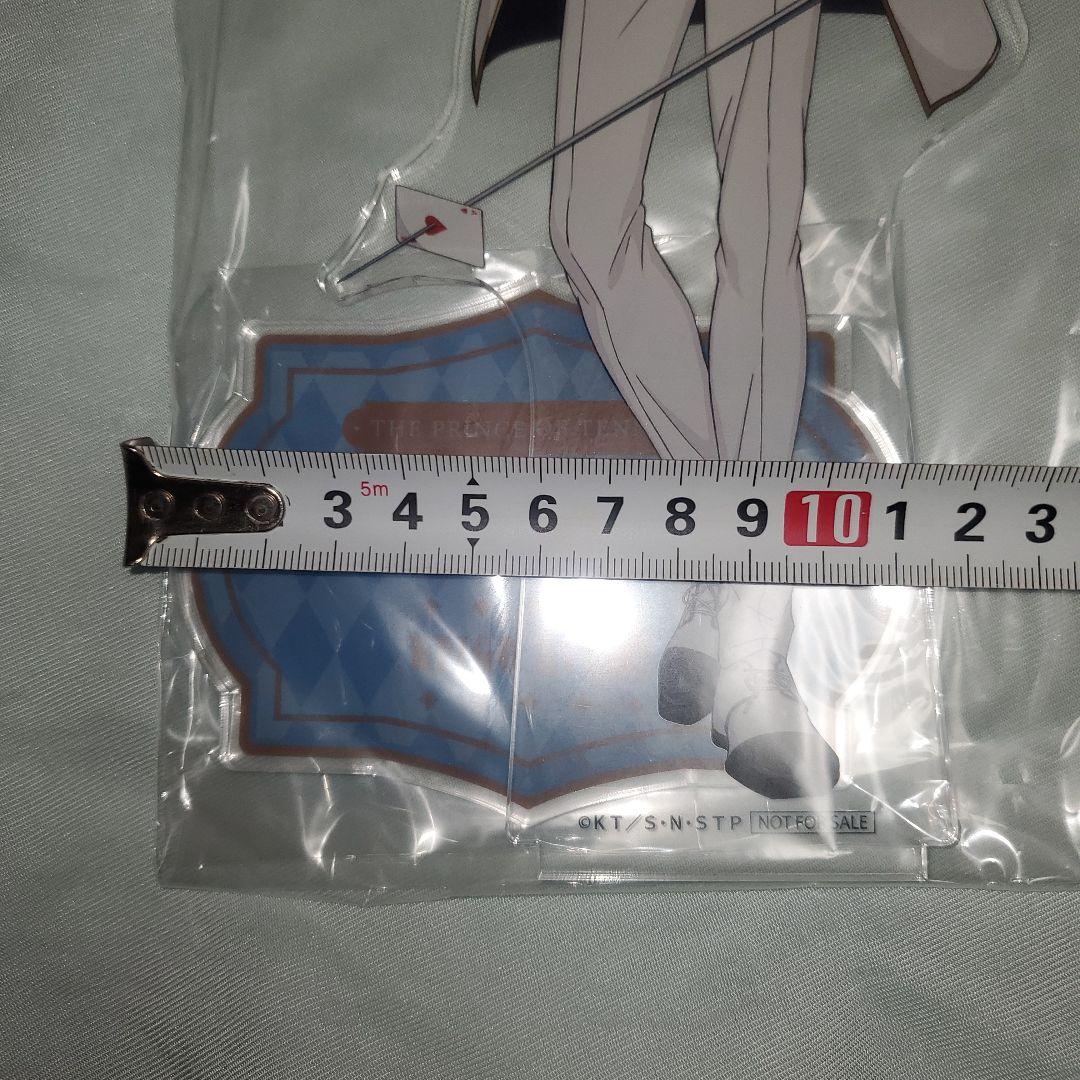 THE PRINCE OF TEN
5m
3 4 5 6 7 8 9 10 1 2 3
©KT/S·N·STP NOT FOR SALE